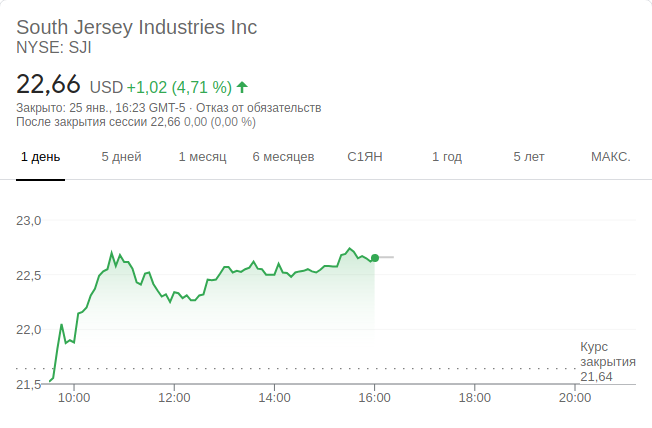 South Jersey Industries Inc
NYSE: SJI
22,66 USD +1,02 (4,71 %)
Закрыто: 25 янв., 16:23 GMT-5 · Отказ от обязательств
После закрытия сессии 22,66 0,00 (0,00 %)
1 день 5 дней 1 месяц 6 месяцев С1ЯН 1 год 5 лет МАКС.
23,0
22,5
22,0
Курс
закрытия
21,64
21,5
10:00 12:00 14:00 16:00 18:00 20:00